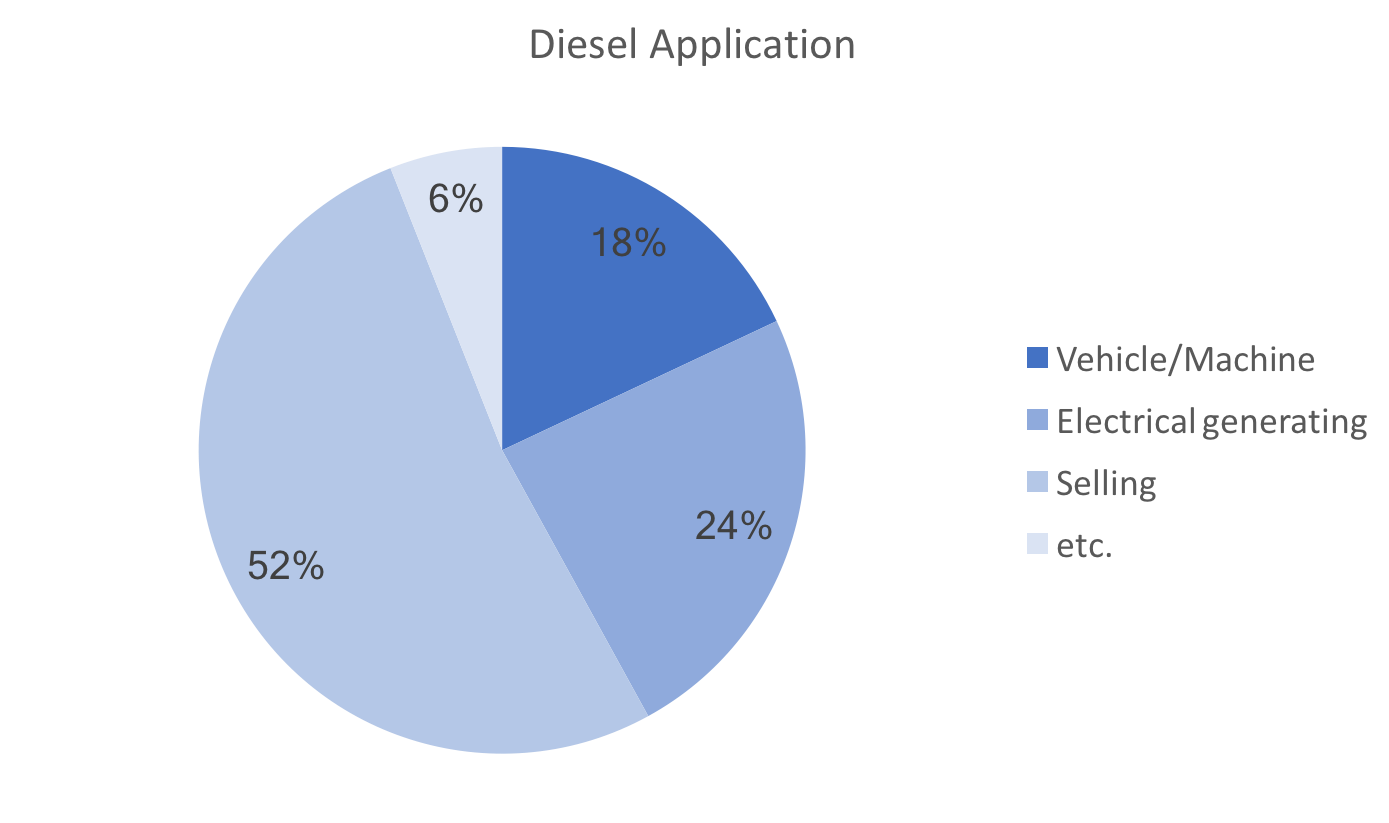 Diesel Application
6%
18%
24%
52%
Vehicle/Machine
Electrical generating
Selling
etc.